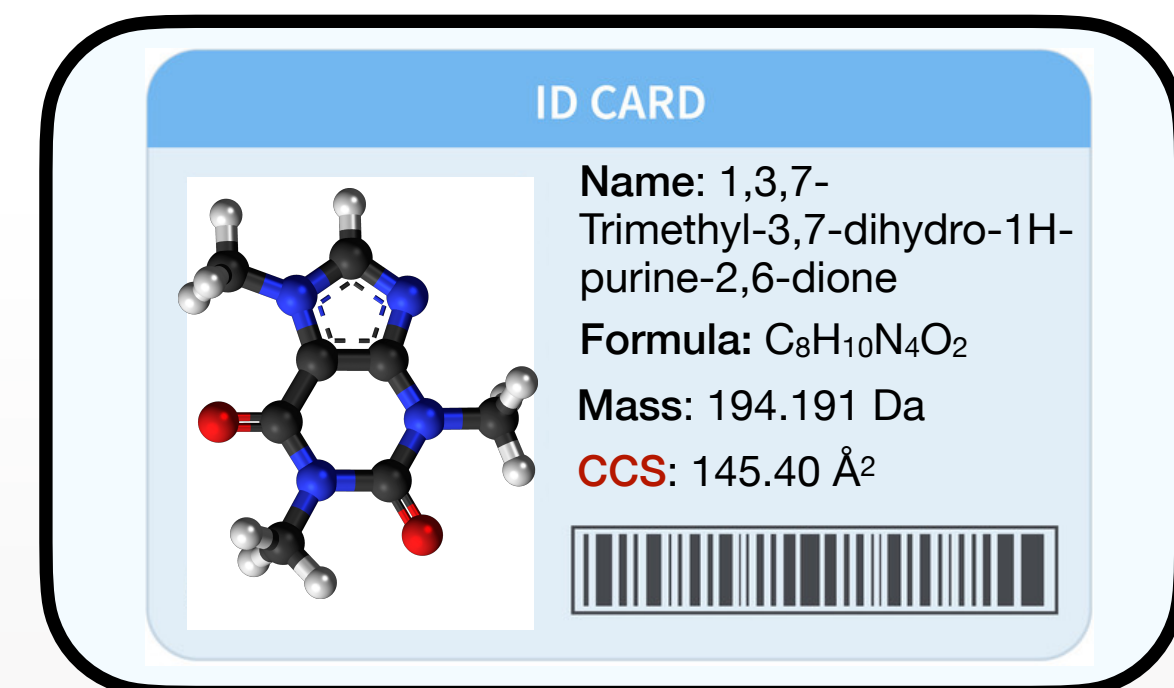 ID CARD
Name: 1,3,7-
Trimethyl-3,7-dihydro-1H-
purine-2,6-dione
Formula: C₈H₁₀N₄O₂
Mass: 194.191 Da
CCS: 145.40 Å²